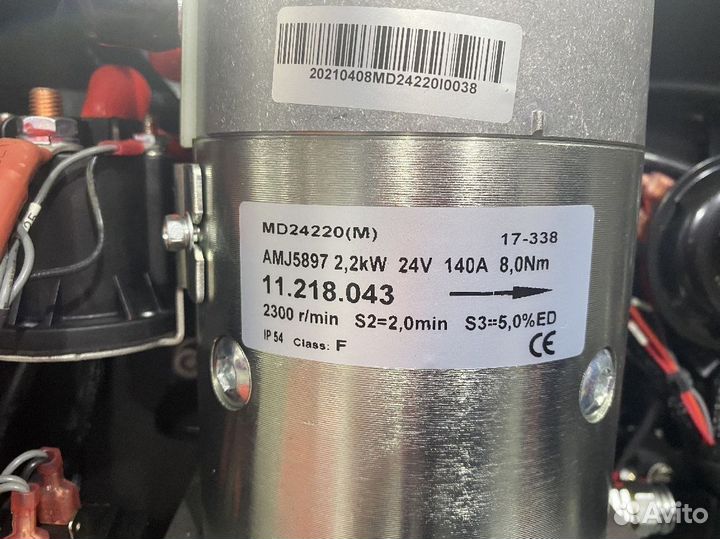 20210408MD24220I0038
MD24220(M) 17-338
AMJ5897 2,2kW 24V 140A 8,0Nm
11.218.043
2300 r/min S2=2,0min S3=5,0%ED
IP 54 Class: F CE
Avito